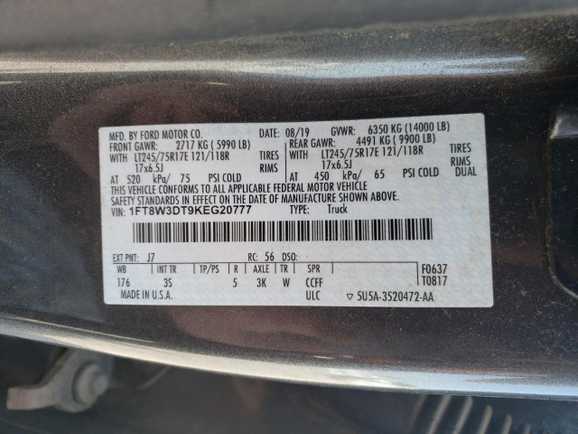 MFD. BY FORD MOTOR CO. DATE: 08/19 GVWR: 6350 KG (14000 LB)
FRONT GAWR: 2717 KG (5990 LB) REAR GAWR: 4491 KG (9900 LB)
WITH LT245/75R17E 121/118R TIRES WITH LT245/75R17E 121/118R TIRES
17x6.5J RIMS 17x6.5J RIMS
AT 520 kPa/ 75 PSI COLD AT 450 kPa/ 65 PSI COLD DUAL
THIS VEHICLE CONFORMS TO ALL APPLICABLE FEDERAL MOTOR VEHICLE
SAFETY STANDARDS IN EFFECT ON THE DATE OF MANUFACTURE SHOWN ABOVE.
VIN: 1FT8W3DT9KEG20777 TYPE: Truck
EXT PNT: J7 RC: 56 DSO:
WB INT TR TP/PS R AXLE TR SPR F0637
176 3S 5 3K W CCFF T0817
MADE IN U.S.A. ULC 5U5A-3520472-AA